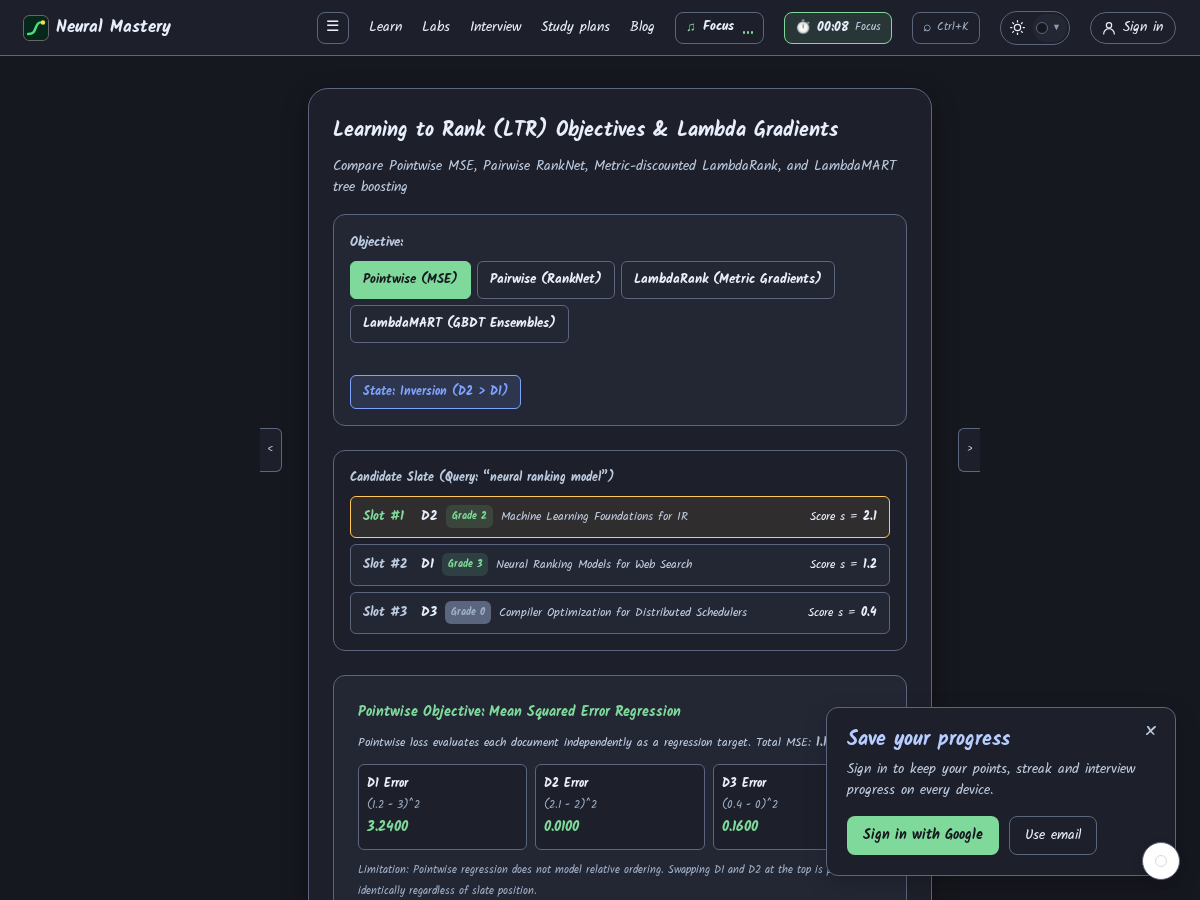 Neural Mastery
☰
Learn
Labs
Interview
Study plans
Blog
♫ Focus ...
00:08 Focus
Ctrl+K
Sign in
Learning to Rank (LTR) Objectives & Lambda Gradients
Compare Pointwise MSE, Pairwise RankNet, Metric-discounted LambdaRank, and LambdaMART
tree boosting
Objective:
Pointwise (MSE)
Pairwise (RankNet)
LambdaRank (Metric Gradients)
LambdaMART (GBDT Ensembles)
State: Inversion (D2 > D1)
<
>
Candidate Slate (Query: “neural ranking model”)
Slot #1 D2 Grade 2 Machine Learning Foundations for IR Score s = 2.1
Slot #2 D1 Grade 3 Neural Ranking Models for Web Search Score s = 1.2
Slot #3 D3 Grade 0 Compiler Optimization for Distributed Schedulers Score s = 0.4
Pointwise Objective: Mean Squared Error Regression
Pointwise loss evaluates each document independently as a regression target. Total MSE:
D1 Error
(1.2 - 3)^2
3.2400
D2 Error
(2.1 - 2)^2
0.0100
D3 Error
(0.4 - 0)^2
0.1600
Limitation: Pointwise regression does not model relative ordering. Swapping D1 and D2 at the top is
identically regardless of slate position.
Save your progress
✕
Sign in to keep your points, streak and interview
progress on every device.
Sign in with Google
Use email